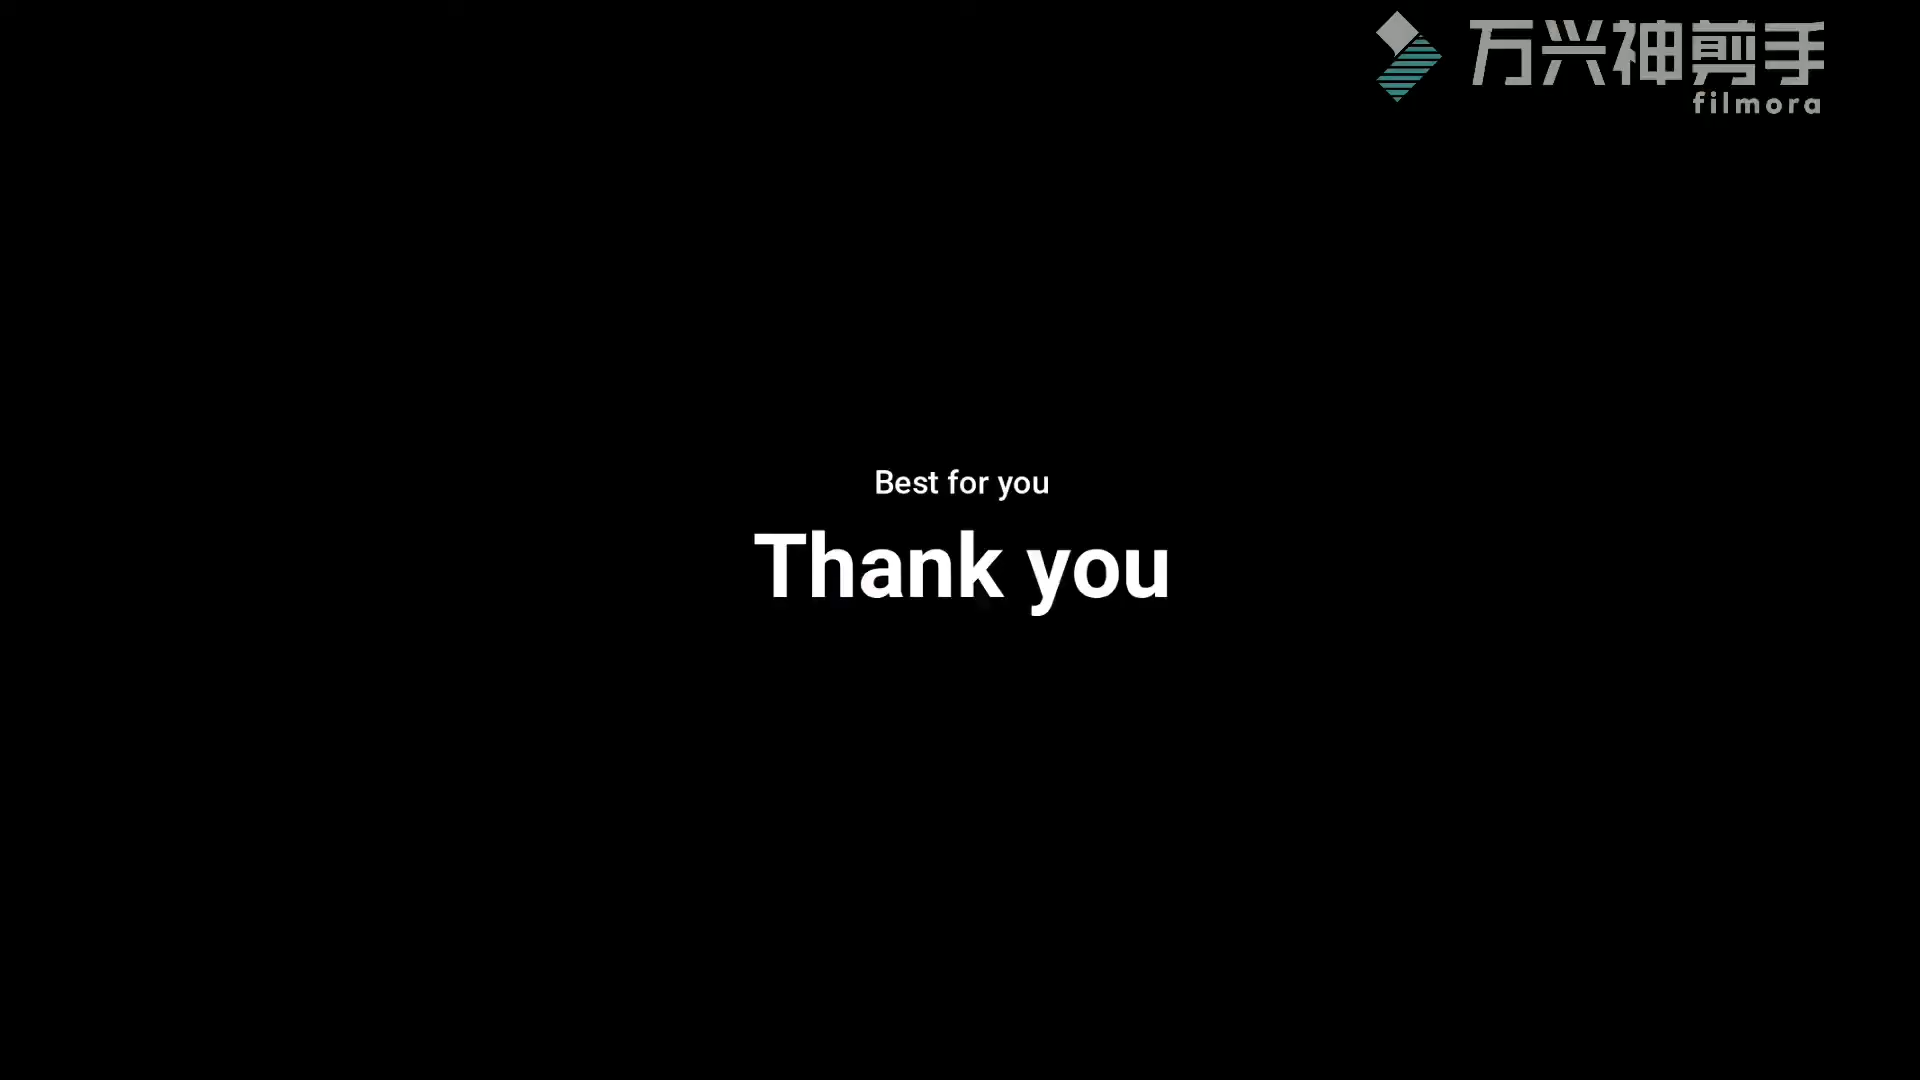 万兴神剪手
filmora
Best for you
Thank you